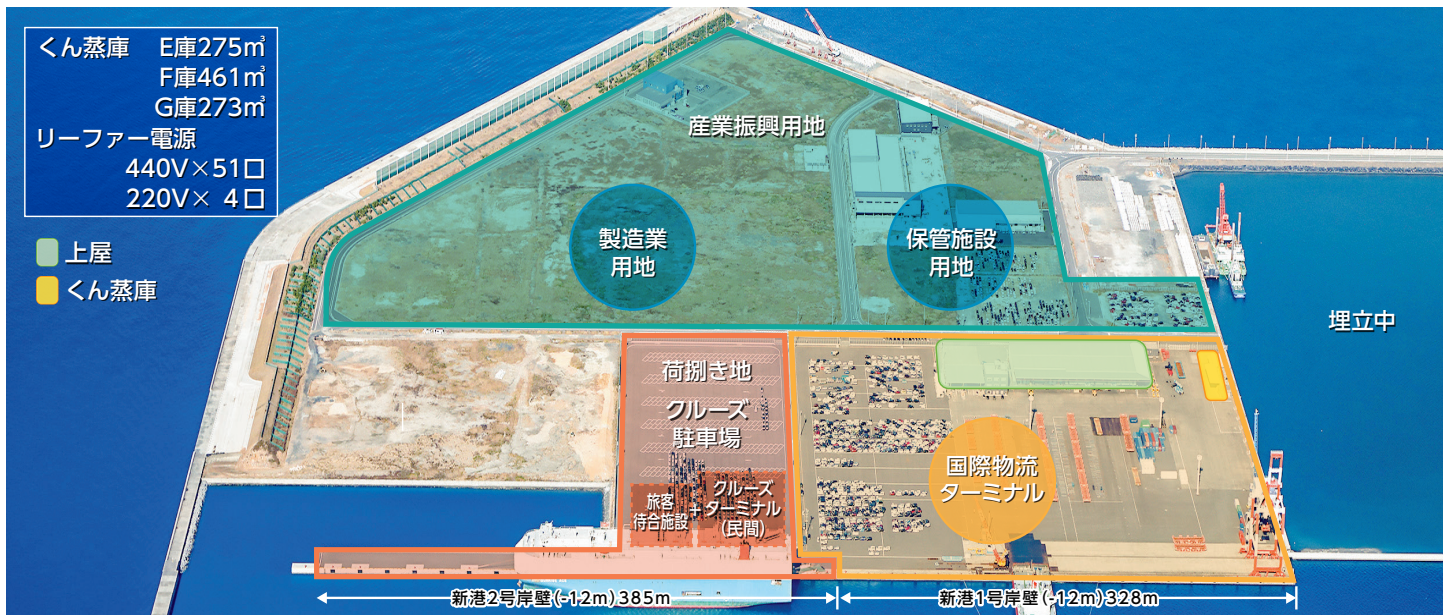 くん蒸庫 E庫275㎥
F庫461㎥
G庫273㎥
リーファー電源
440V×51口
220V× 4口
上屋
くん蒸庫
産業振興用地
製造業
用地
保管施設
用地
埋立中
荷捌き地
クルーズ
駐車場
旅客
待合施設
+
クルーズ
ターミナル
(民間)
国際物流
ターミナル
新港2号岸壁(-12m)385m
新港1号岸壁(-12m)328m